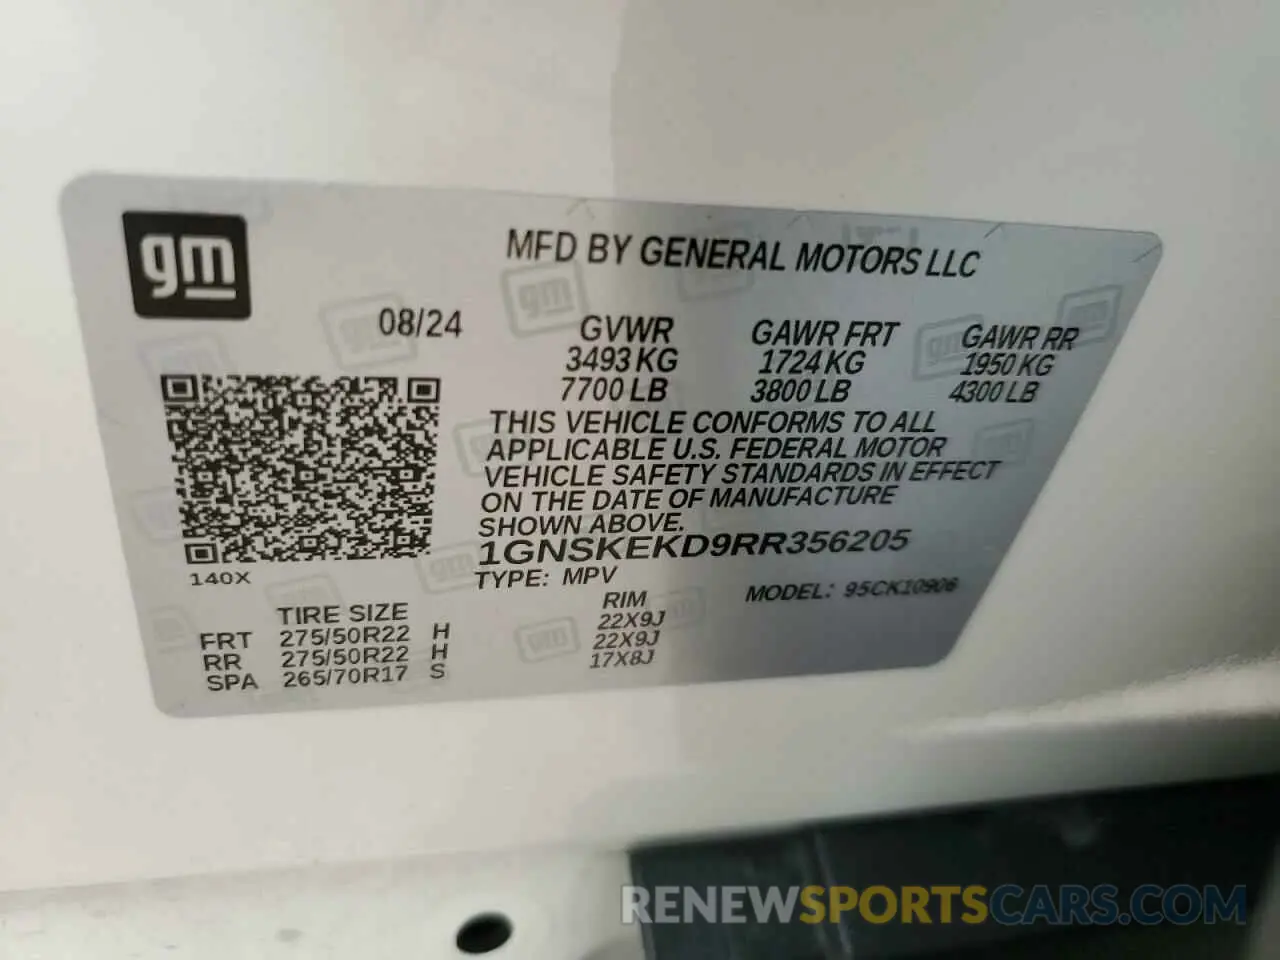 gm
MFD BY GENERAL MOTORS LLC
08/24
GVWR GAWR FRT GAWR RR
3493 KG 1724 KG 1950 KG
7700 LB 3800 LB 4300 LB
THIS VEHICLE CONFORMS TO ALL
APPLICABLE U.S. FEDERAL MOTOR
VEHICLE SAFETY STANDARDS IN EFFECT
ON THE DATE OF MANUFACTURE
SHOWN ABOVE.
1GNSKEKD9RR356205
140X
TYPE: MPV MODEL: 95CK10906
TIRE SIZE RIM
FRT 275/50R22 H 22X9J
RR 275/50R22 H 22X9J
SPA 265/70R17 S 17X8J
RENEWSPORTSCARS.COM